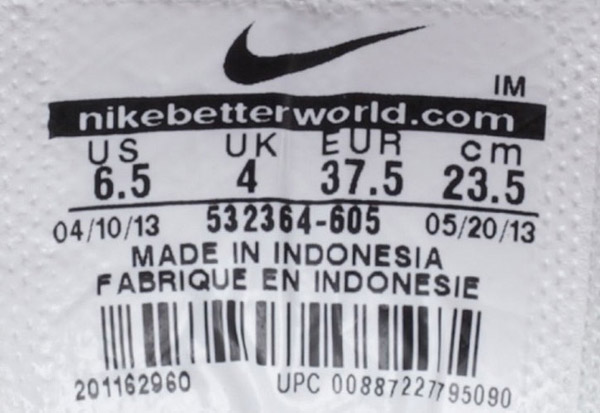 IM
nikebetterworld.com
US UK EUR cm
6.5 4 37.5 23.5
04/10/13 532364-605 05/20/13
MADE IN INDONESIA
FABRIQUE EN INDONESIE
201162960 UPC 00887227795090